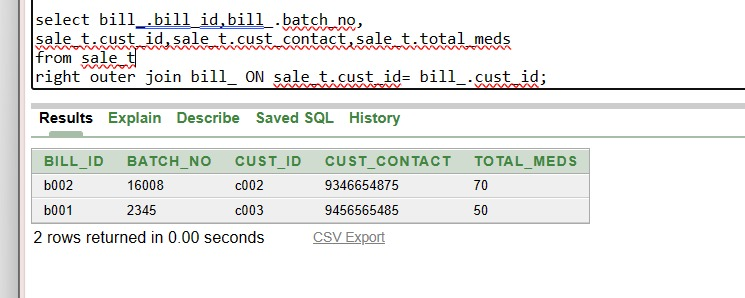 select bill_.bill_id,bill_.batch_no,
sale_t.cust_id,sale_t.cust_contact,sale_t.total_meds
from sale_t
right outer join bill_ ON sale_t.cust_id= bill_.cust_id;
Results Explain Describe Saved SQL History
BILL_ID BATCH_NO CUST_ID CUST_CONTACT TOTAL_MEDS
b002 16008 c002 9346654875 70
b001 2345 c003 9456565485 50
2 rows returned in 0.00 seconds CSV Export